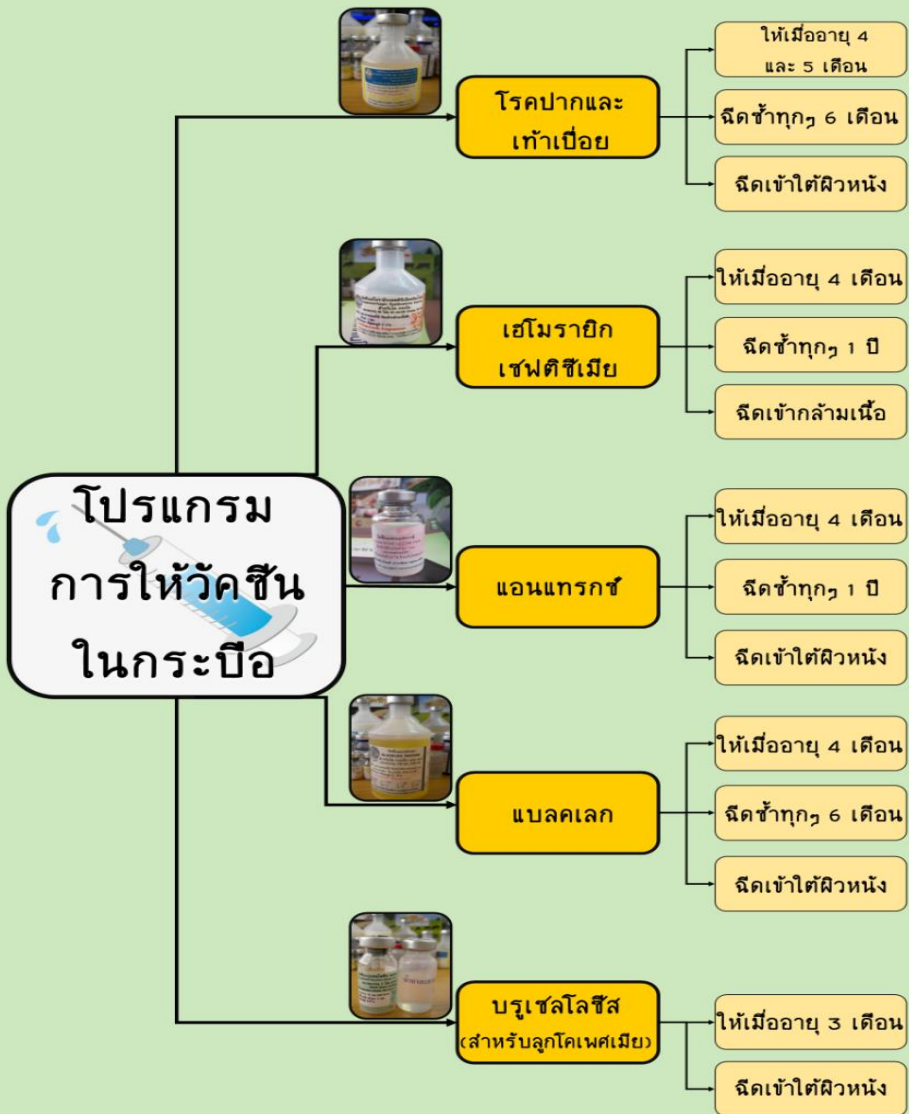 โปรแกรม
การให้วัคซีน
ในกระบือ
โรคปากและ
เท้าเปื่อย
ให้เมื่ออายุ 4
และ 5 เดือน
ฉีดซ้ำทุกๆ 6 เดือน
ฉีดเข้าใต้ผิวหนัง
เฮโมรายิก
เซฟติซีเมีย
ให้เมื่ออายุ 4 เดือน
ฉีดซ้ำทุกๆ 1 ปี
ฉีดเข้ากล้ามเนื้อ
แอนแทรกซ์
ให้เมื่ออายุ 4 เดือน
ฉีดซ้ำทุกๆ 1 ปี
ฉีดเข้าใต้ผิวหนัง
แบลคเลก
ให้เมื่ออายุ 4 เดือน
ฉีดซ้ำทุกๆ 6 เดือน
ฉีดเข้าใต้ผิวหนัง
บรูเซลโลซีส
(สำหรับลูกโคเพศเมีย)
ให้เมื่ออายุ 3 เดือน
ฉีดเข้าใต้ผิวหนัง